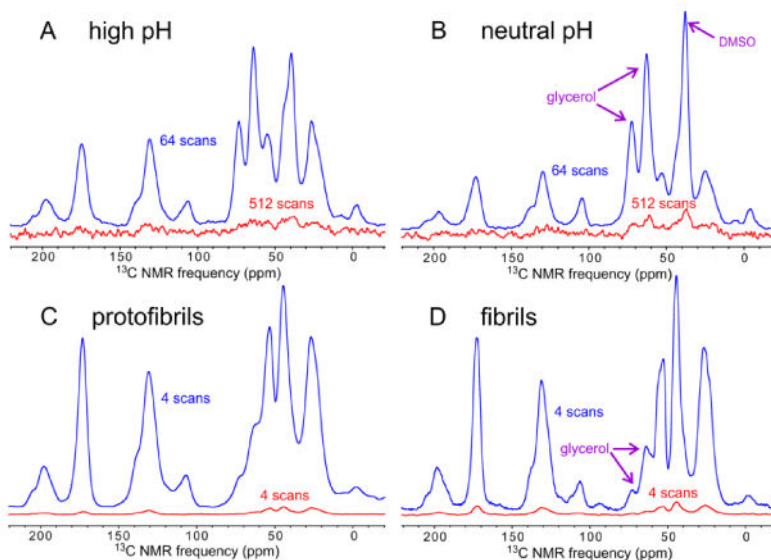 A high pH
B neutral pH
DMSO
glycerol
64 scans
64 scans
512 scans
512 scans
200 150 100 50 0
200 150 100 50 0
¹³C NMR frequency (ppm)
¹³C NMR frequency (ppm)
C protofibrils
D fibrils
4 scans
4 scans
glycerol
4 scans
4 scans
200 150 100 50 0
200 150 100 50 0
¹³C NMR frequency (ppm)
¹³C NMR frequency (ppm)